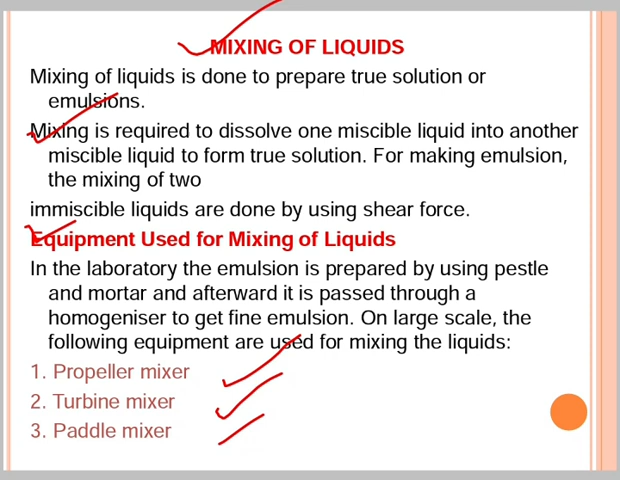 MIXING OF LIQUIDS
Mixing of liquids is done to prepare true solution or
emulsions.
Mixing is required to dissolve one miscible liquid into another
miscible liquid to form true solution. For making emulsion,
the mixing of two
immiscible liquids are done by using shear force.
Equipment Used for Mixing of Liquids
In the laboratory the emulsion is prepared by using pestle
and mortar and afterward it is passed through a
homogeniser to get fine emulsion. On large scale, the
following equipment are used for mixing the liquids:
1. Propeller mixer
2. Turbine mixer
3. Paddle mixer